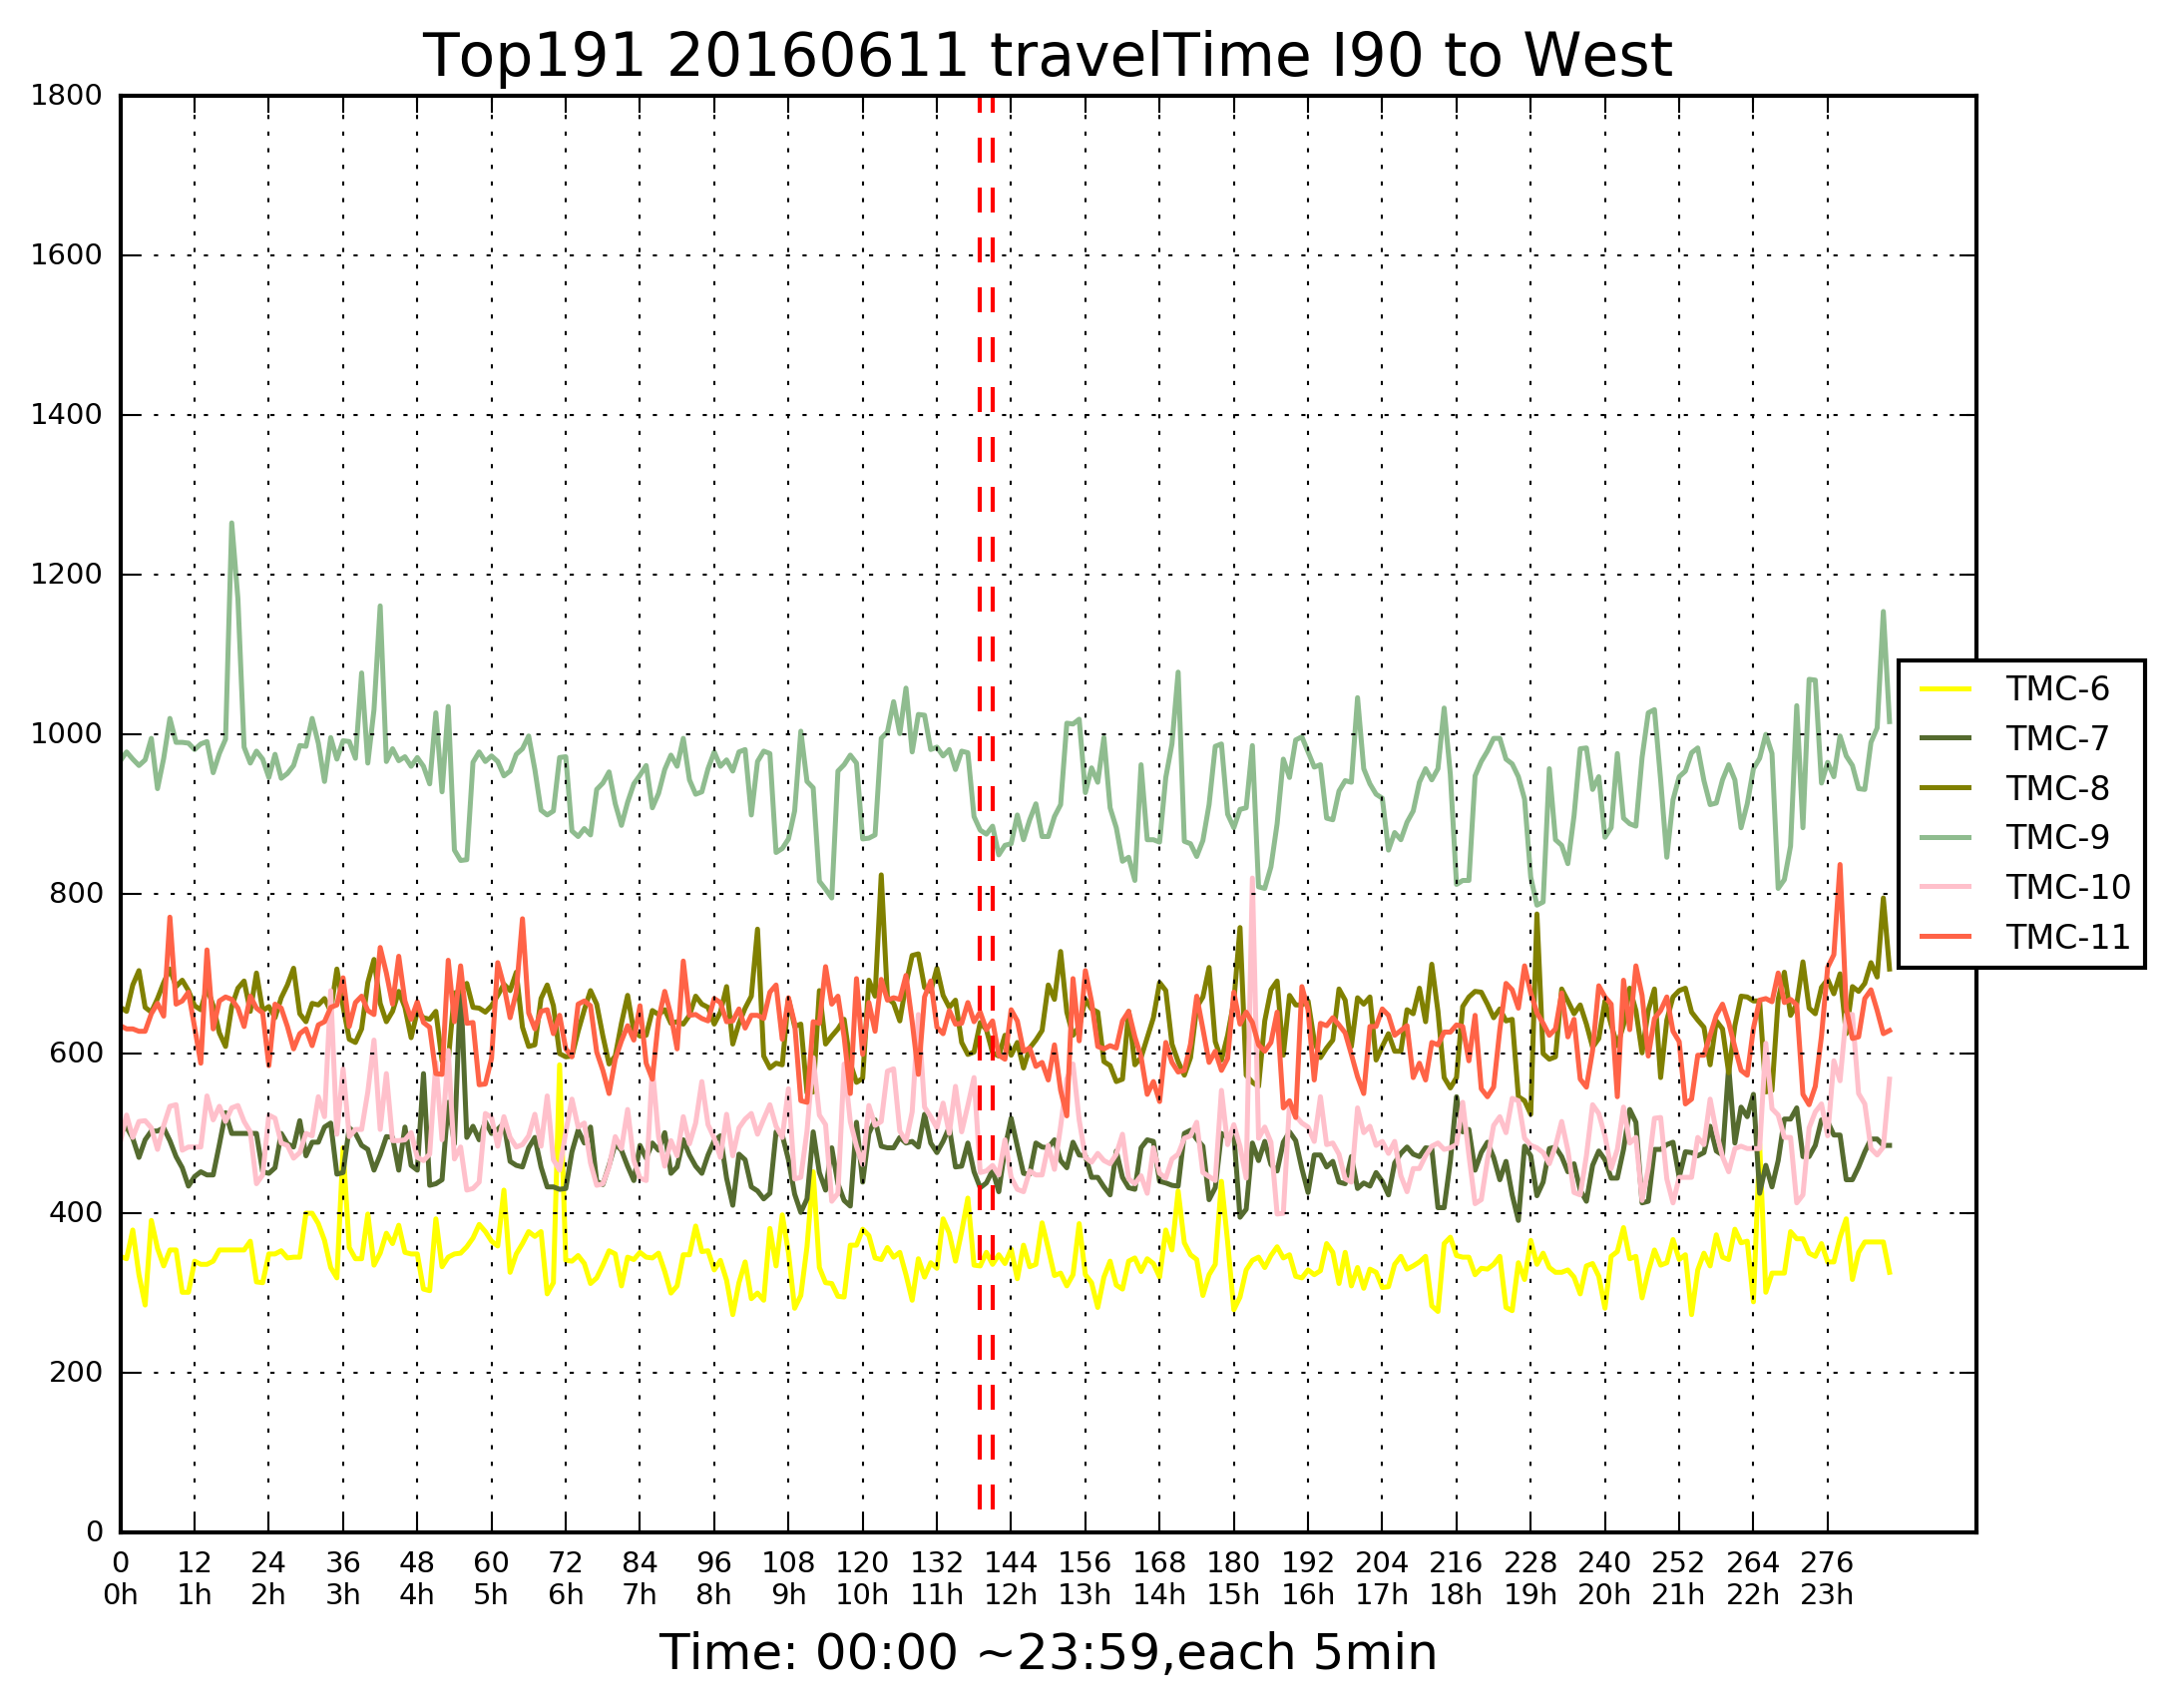 Top191 20160611 travelTime I90 to West
1800
1600
1400
1200
1000
800
600
400
200
0
TMC-6
TMC-7
TMC-8
TMC-9
TMC-10
TMC-11
0 12 24 36 48 60 72 84 96 108 120 132 144 156 168 180 192 204 216 228 240 252 264 276
0h 1h 2h 3h 4h 5h 6h 7h 8h 9h 10h 11h 12h 13h 14h 15h 16h 17h 18h 19h 20h 21h 22h 23h
Time: 00:00 ~23:59,each 5min